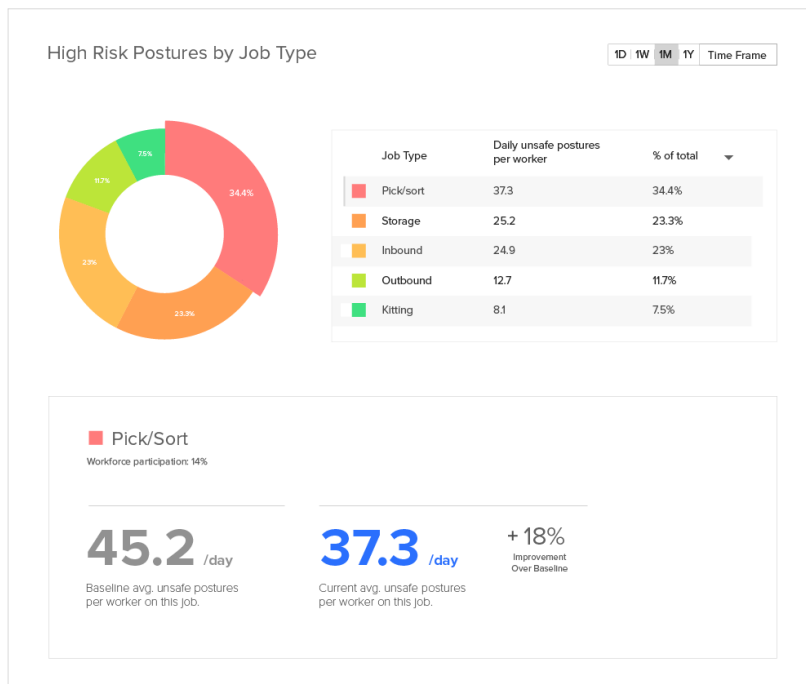 High Risk Postures by Job Type
1D 1W 1M 1Y Time Frame
7.5%
11.7%
34.4%
23%
23.3%
Job Type Daily unsafe postures per worker % of total
Pick/sort 37.3 34.4%
Storage 25.2 23.3%
Inbound 24.9 23%
Outbound 12.7 11.7%
Kitting 8.1 7.5%
Pick/Sort
Workforce participation: 14%
45.2 /day
Baseline avg. unsafe postures
per worker on this job.
37.3 /day
Current avg. unsafe postures
per worker on this job.
+18%
Improvement
Over Baseline